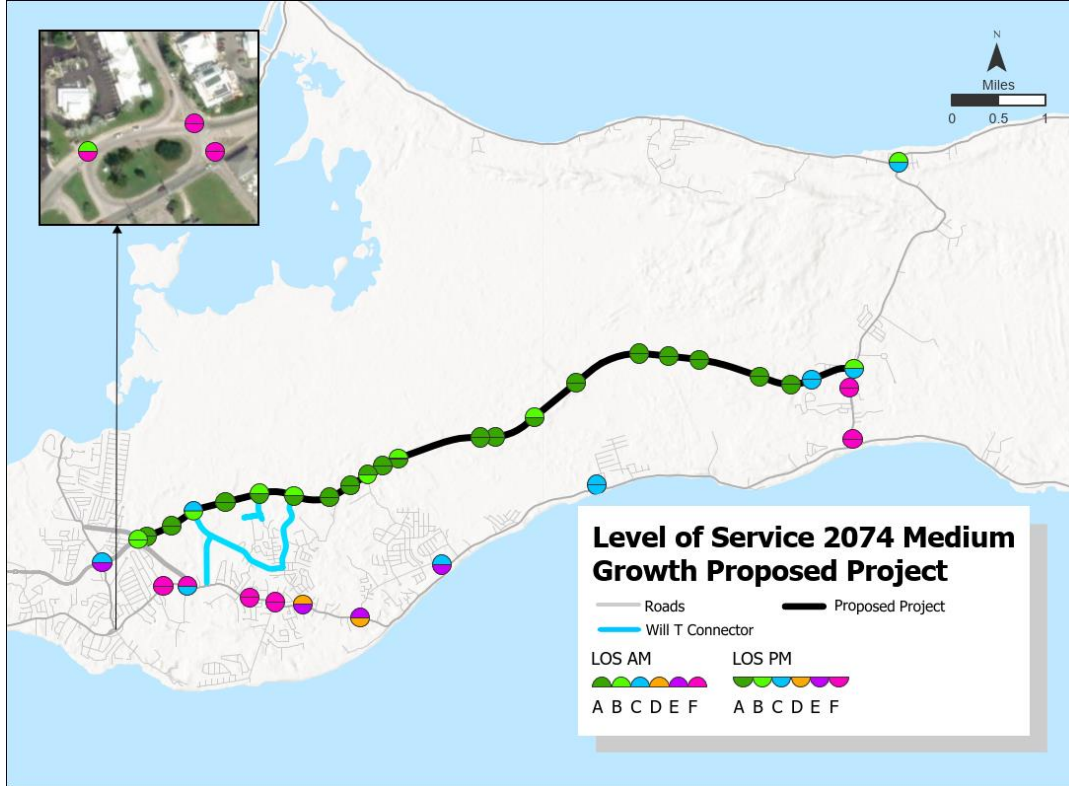 N
Miles
0 0.5 1
Level of Service 2074 Medium
Growth Proposed Project
Roads Proposed Project
Will T Connector
LOS AM LOS PM
A B C D E F A B C D E F